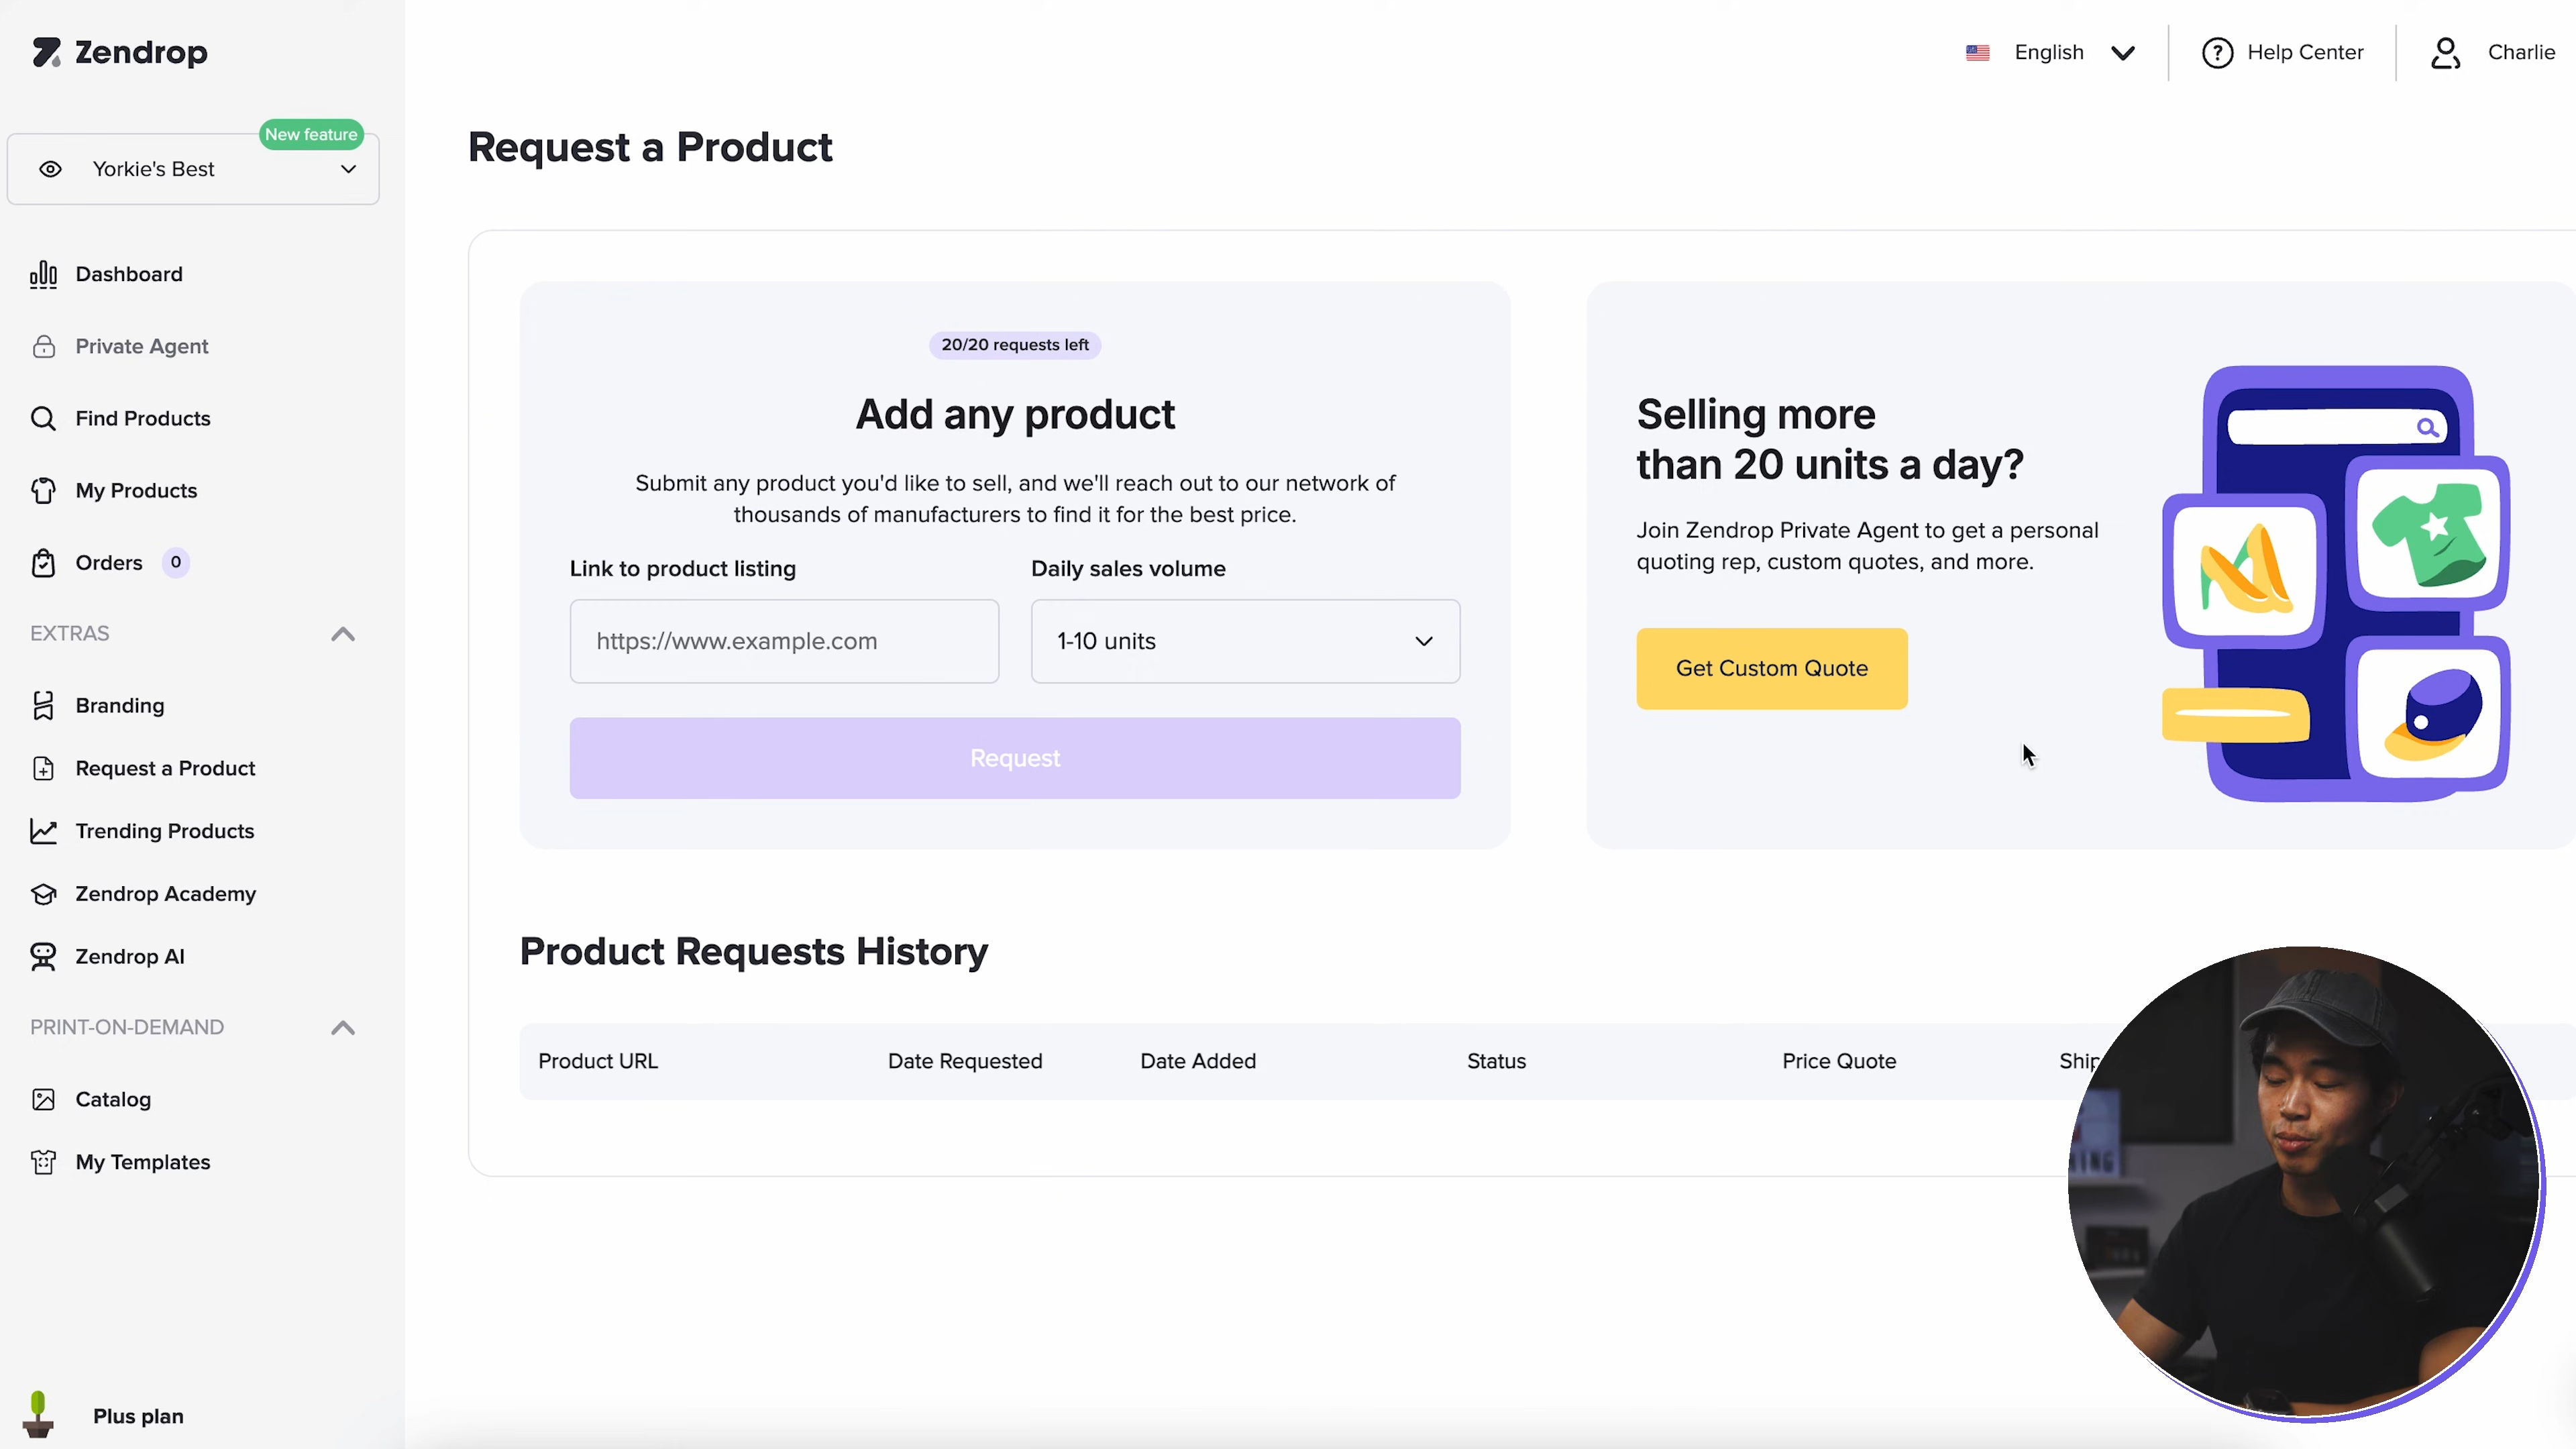 Zendrop
New feature
Yorkie's Best
Dashboard
Private Agent
Find Products
My Products
Orders 0
EXTRAS
Branding
Request a Product
Trending Products
Zendrop Academy
Zendrop AI
PRINT-ON-DEMAND
Catalog
My Templates
Plus plan
English
Help Center
Charlie
Request a Product
20/20 requests left
Add any product
Submit any product you'd like to sell, and we'll reach out to our network of
thousands of manufacturers to find it for the best price.
Link to product listing
Daily sales volume
https://www.example.com
1-10 units
Request
Selling more
than 20 units a day?
Join Zendrop Private Agent to get a personal
quoting rep, custom quotes, and more.
Get Custom Quote
Product Requests History
Product URL
Date Requested
Date Added
Status
Price Quote